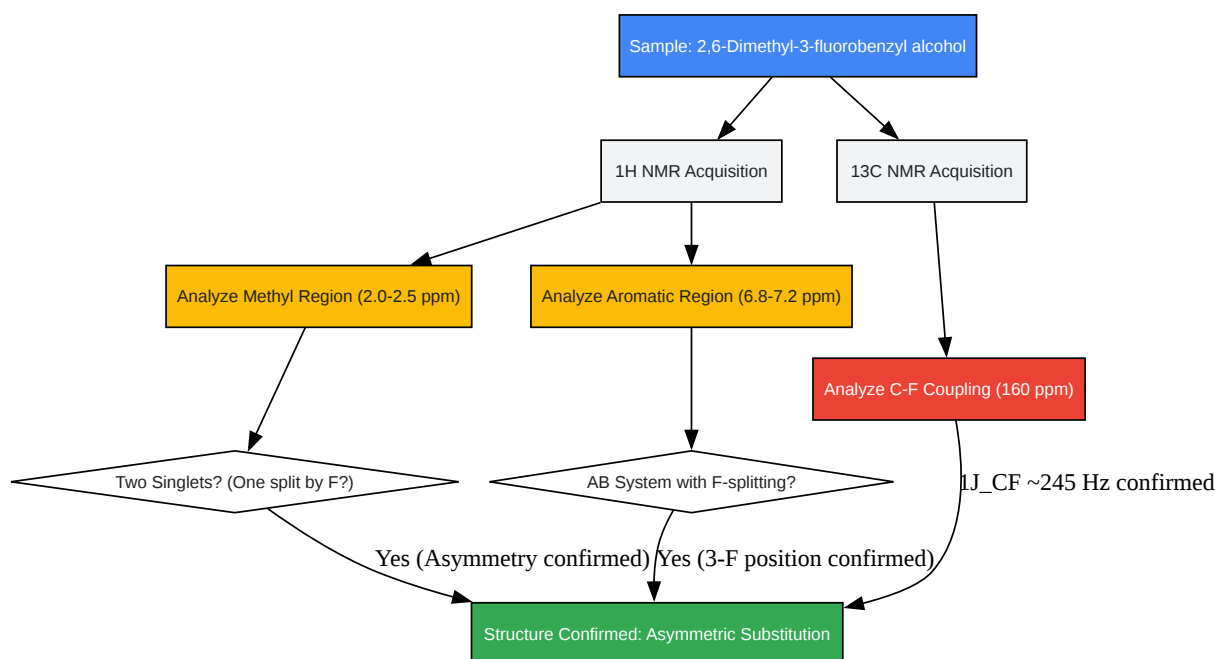 Sample: 2,6-Dimethyl-3-fluorobenzyl alcohol
1H NMR Acquisition
13C NMR Acquisition
Analyze Methyl Region (2.0-2.5 ppm)
Analyze Aromatic Region (6.8-7.2 ppm)
Analyze C-F Coupling (160 ppm)
Two Singlets? (One split by F?)
AB System with F-splitting?
1J_CF ~245 Hz confirmed
Yes (Asymmetry confirmed)
Yes (3-F position confirmed)
Structure Confirmed: Asymmetric Substitution